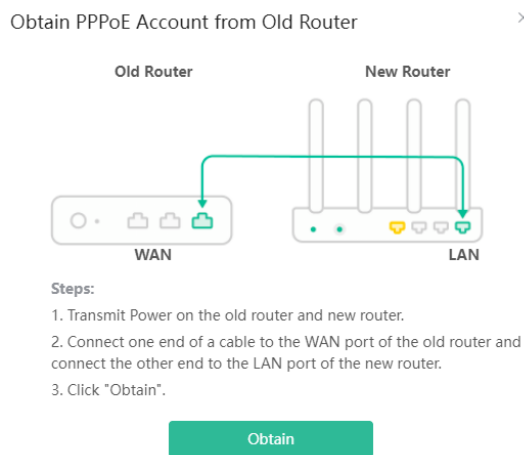 Obtain PPPoE Account from Old Router
Old Router
New Router
WAN
LAN
Steps:
1. Transmit Power on the old router and new router.
2. Connect one end of a cable to the WAN port of the old router and
connect the other end to the LAN port of the new router.
3. Click "Obtain".
Obtain